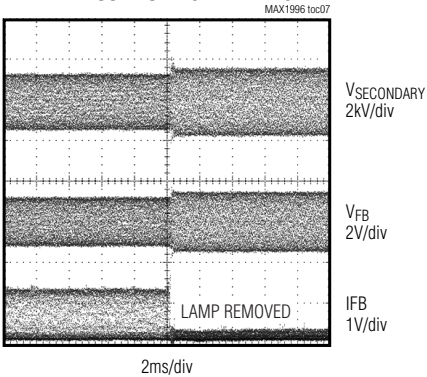 MAX1996 toc07
VSECONDARY
2kV/div
VFB
2V/div
LAMP REMOVED
IFB
1V/div
2ms/div